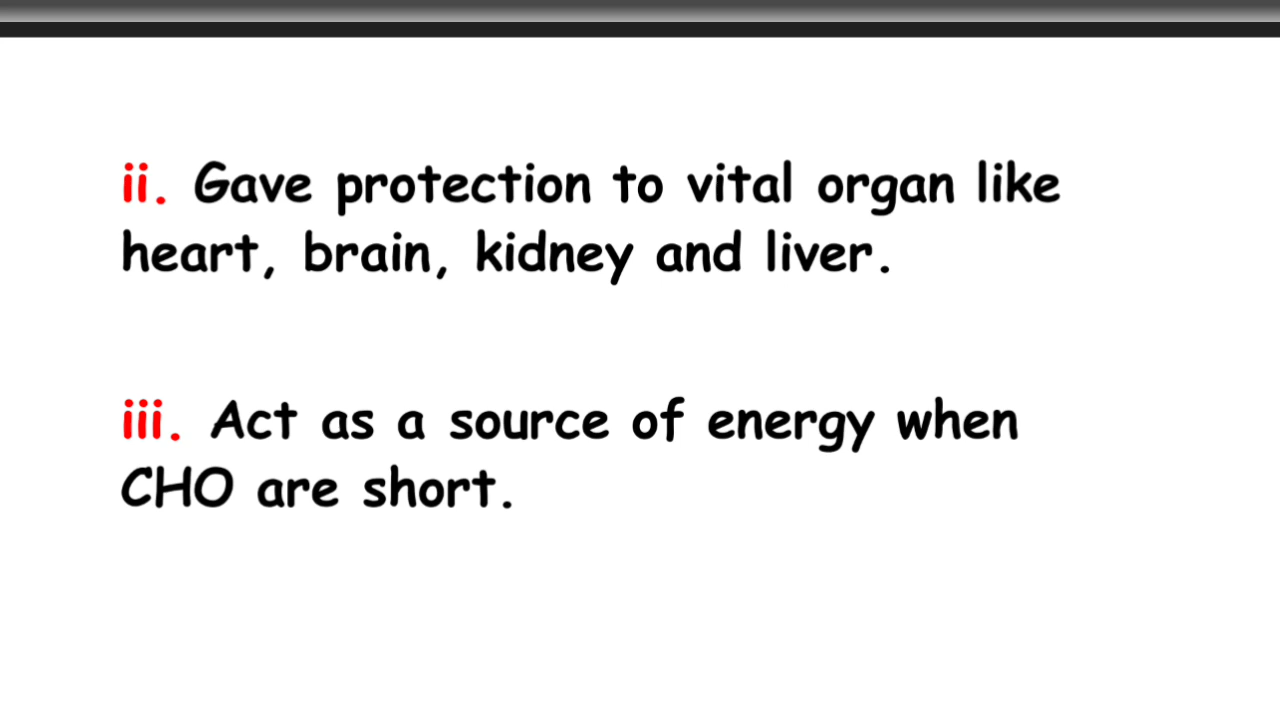 ii. Gave protection to vital organ like
heart, brain, kidney and liver.
iii. Act as a source of energy when
CHO are short.